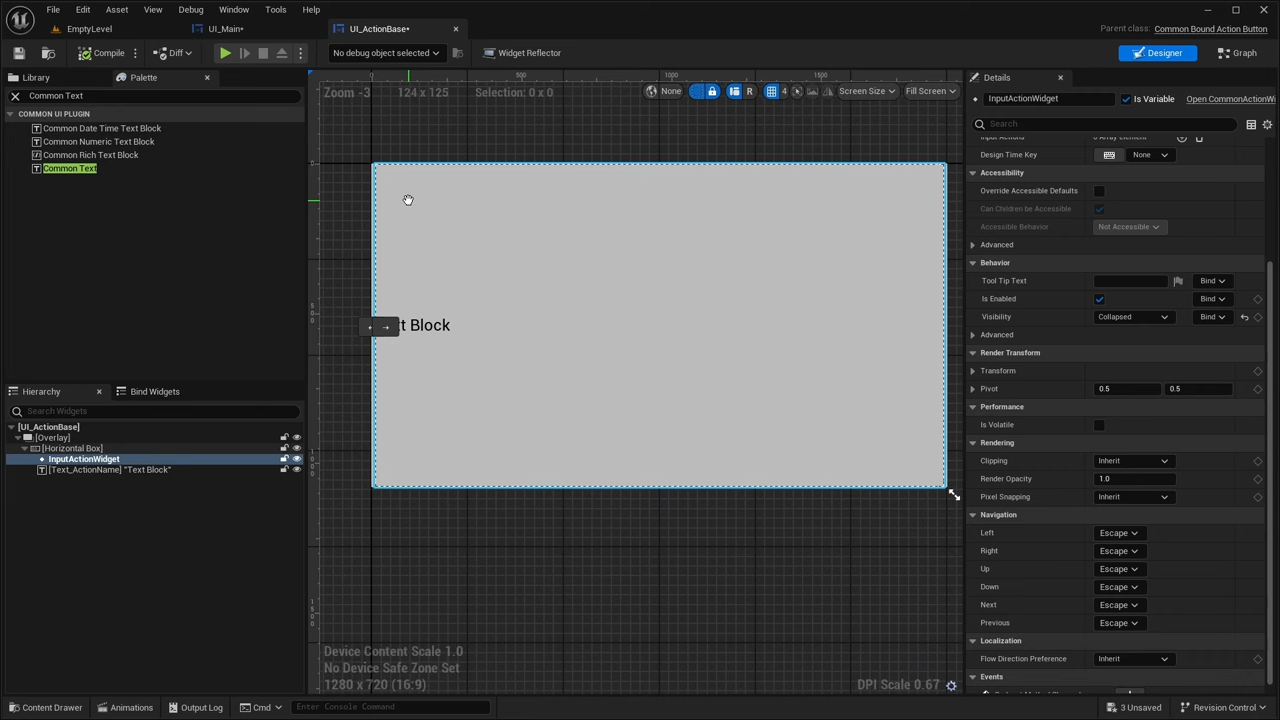 File Edit Asset View Debug Window Tools Help
EmptyLevel UI_Main* UI_ActionBase* Parent class: Common Bound Action Button
Compile Diff No debug object selected Widget Reflector Designer Graph
Library Palette Details
Common Text
COMMON UI PLUGIN
Common Date Time Text Block
Common Numeric Text Block
Common Rich Text Block
Common Text
Hierarchy Bind Widgets
Search Widgets
[UI_ActionBase]
[Overlay]
[Horizontal Box]
InputActionWidget
[Text_ActionName] "Text Block"
0 500 1000 1500
Zoom -3 124 x 125 Selection: 0 x 0 None R 4 Screen Size Fill Screen
t Block
Device Content Scale 1.0
No Device Safe Zone Set
1280 x 720 (16:9) DPI Scale 0.67
InputActionWidget Is Variable Open CommonActionWi
Search
Design Time Key None
Accessibility
Override Accessible Defaults
Can Children be Accessible
Accessible Behavior Not Accessible
Advanced
Behavior
Tool Tip Text Bind
Is Enabled Bind
Visibility Collapsed Bind
Advanced
Render Transform
Transform
Pivot 0.5 0.5
Performance
Is Volatile
Rendering
Clipping Inherit
Render Opacity 1.0
Pixel Snapping Inherit
Navigation
Left Escape
Right Escape
Up Escape
Down Escape
Next Escape
Previous Escape
Localization
Flow Direction Preference Inherit
Events
Content Drawer Animations Output Log Cmd Enter Console Command 3 Unsaved Revision Control